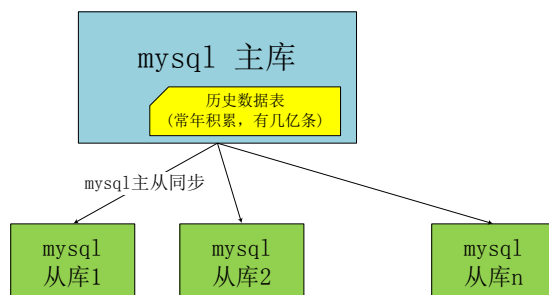 mysql 主库
历史数据表
(常年积累，有几亿条)
mysql主从同步
mysql
从库1
mysql
从库2
mysql
从库n